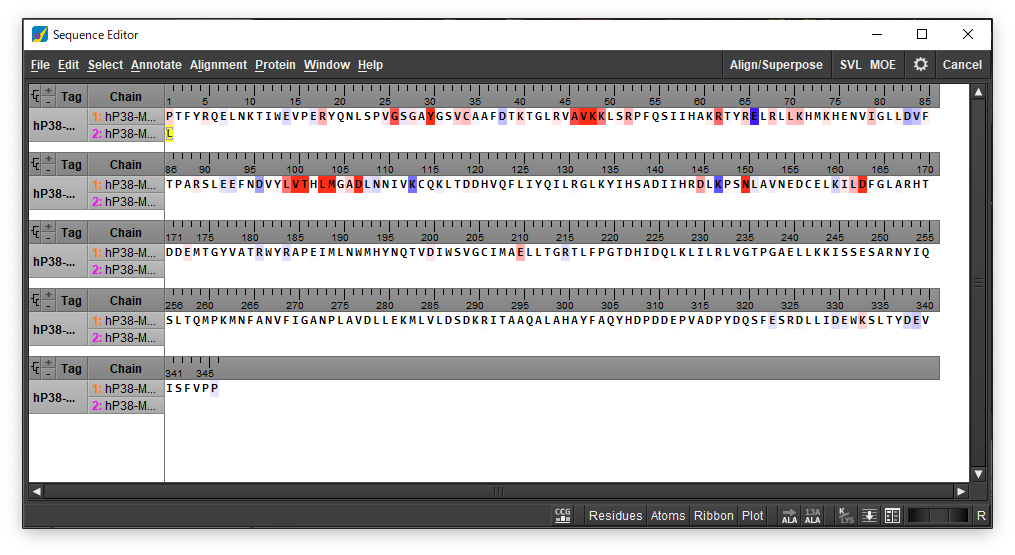 Sequence Editor
File Edit Select Annotate Alignment Protein Window Help Align/Superpose SVL MOE Cancel
+ - Tag Chain 1 5 10 15 20 25 30 35 40 45 50 55 60 65 70 75 80 85
hP38-... 1: hP38-M... PTFYRQELNKTIWEVPERYQNLSPVGSGAYGSVCAAFDTKTGLRVAVKKLSRPFQSIIHAKRTYRELRLLKHMKHENVIGLLDVF
2: hP38-M... L
+ - Tag Chain 86 90 95 100 105 110 115 120 125 130 135 140 145 150 155 160 165 170
hP38-... 1: hP38-M... TPARSLEEFNDVYLVTHLMGADLNNIVKCQKLTDDHVQFLIYQILRGLKYIHSADIIHRDLKPSNLAVNEDCELKILDFGLARHT
2: hP38-M...
+ - Tag Chain 171 175 180 185 190 195 200 205 210 215 220 225 230 235 240 245 250 255
hP38-... 1: hP38-M... DDEMTGYVATRWYRAPEIMLNWMHYNQTVDIWSVGCIMAELLTGRTLFPGTDHIDQLKLILRLVGTPGAELLKKISSESARNYIQ
2: hP38-M...
+ - Tag Chain 256 260 265 270 275 280 285 290 295 300 305 310 315 320 325 330 335 340
hP38-... 1: hP38-M... SLTQMPKMNFANVFIGANPLAVDLLEKMLVLDSDKRITAAQALAHAYFAQYHDPDDEPVADPYDQSFESRDLLIDEWKSLTYDEV
2: hP38-M...
+ - Tag Chain 341 345
hP38-... 1: hP38-M... ISFVPP
2: hP38-M...
CCG Residues Atoms Ribbon Plot ALA 13A ALA K LYS R